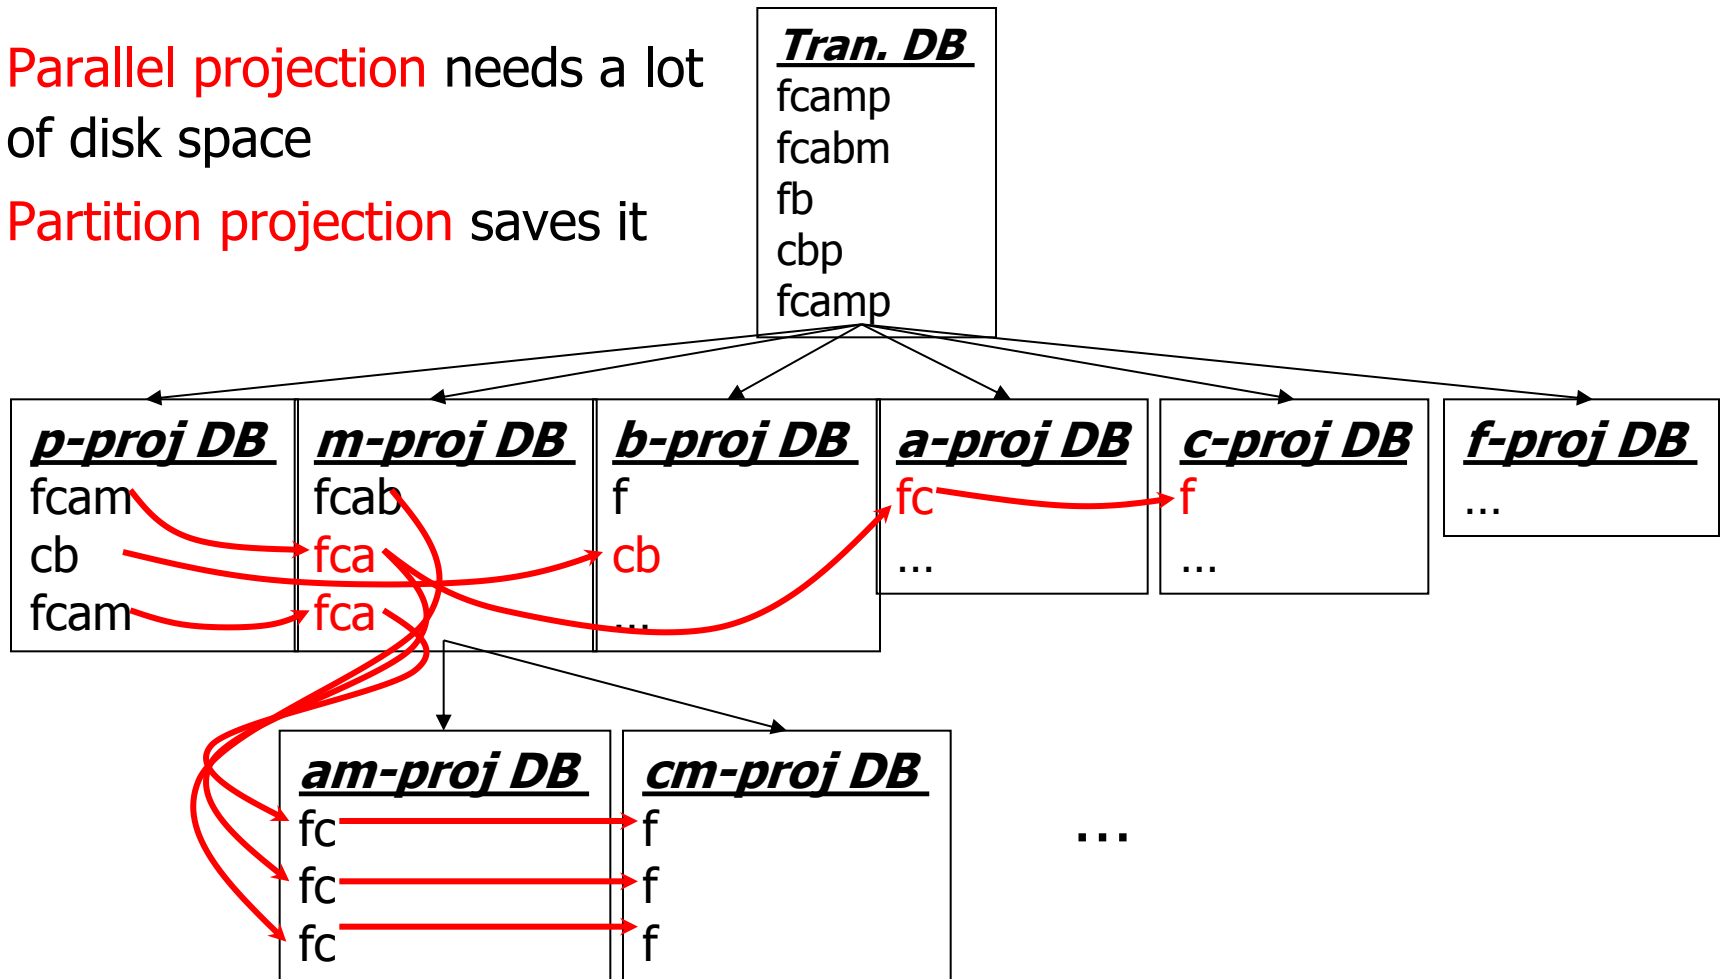 Parallel projection needs a lot
of disk space
Partition projection saves it
Tran. DB
fcamp
fcabm
fb
cbp
fcamp
p-proj DB
fcam
cb
fcam
m-proj DB
fcab
fca
fca
b-proj DB
f
cb
...
a-proj DB
fc
...
c-proj DB
f
...
f-proj DB
...
am-proj DB
fc
fc
fc
cm-proj DB
f
f
f
...